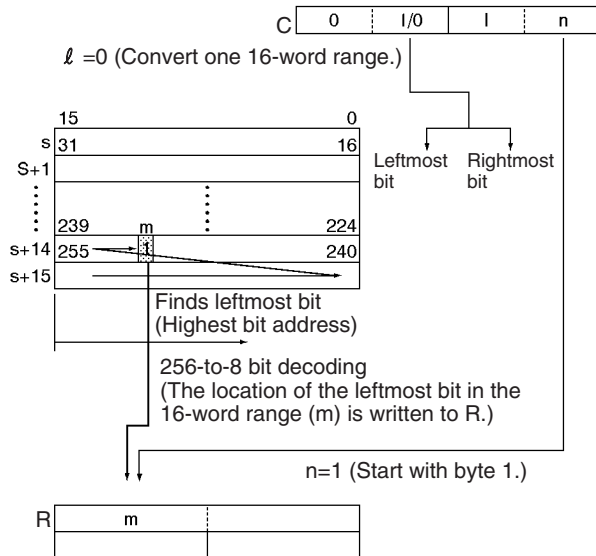 C 0 l/0 l n
ℓ =0 (Convert one 16-word range.)
15 0
s 31 16
S+1
Leftmost bit
Rightmost bit
239 m 224
s+14 255 1 240
s+15
Finds leftmost bit
(Highest bit address)
256-to-8 bit decoding
(The location of the leftmost bit in the
16-word range (m) is written to R.)
n=1 (Start with byte 1.)
R m